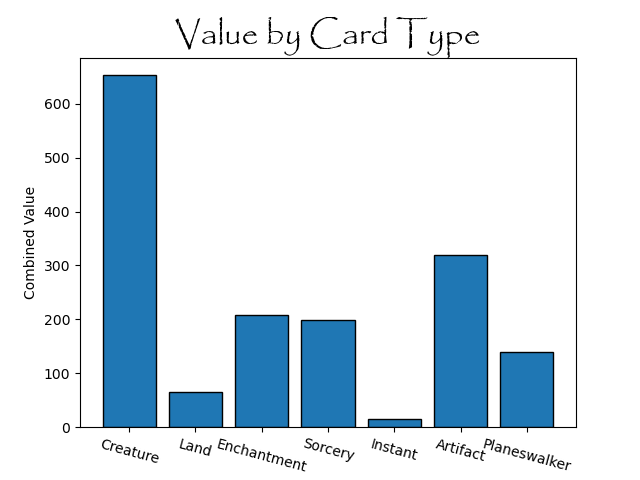 Value by Card Type
Combined Value
600
500
400
300
200
100
0
Creature
Land
Enchantment
Sorcery
Instant
Artifact
Planeswalker